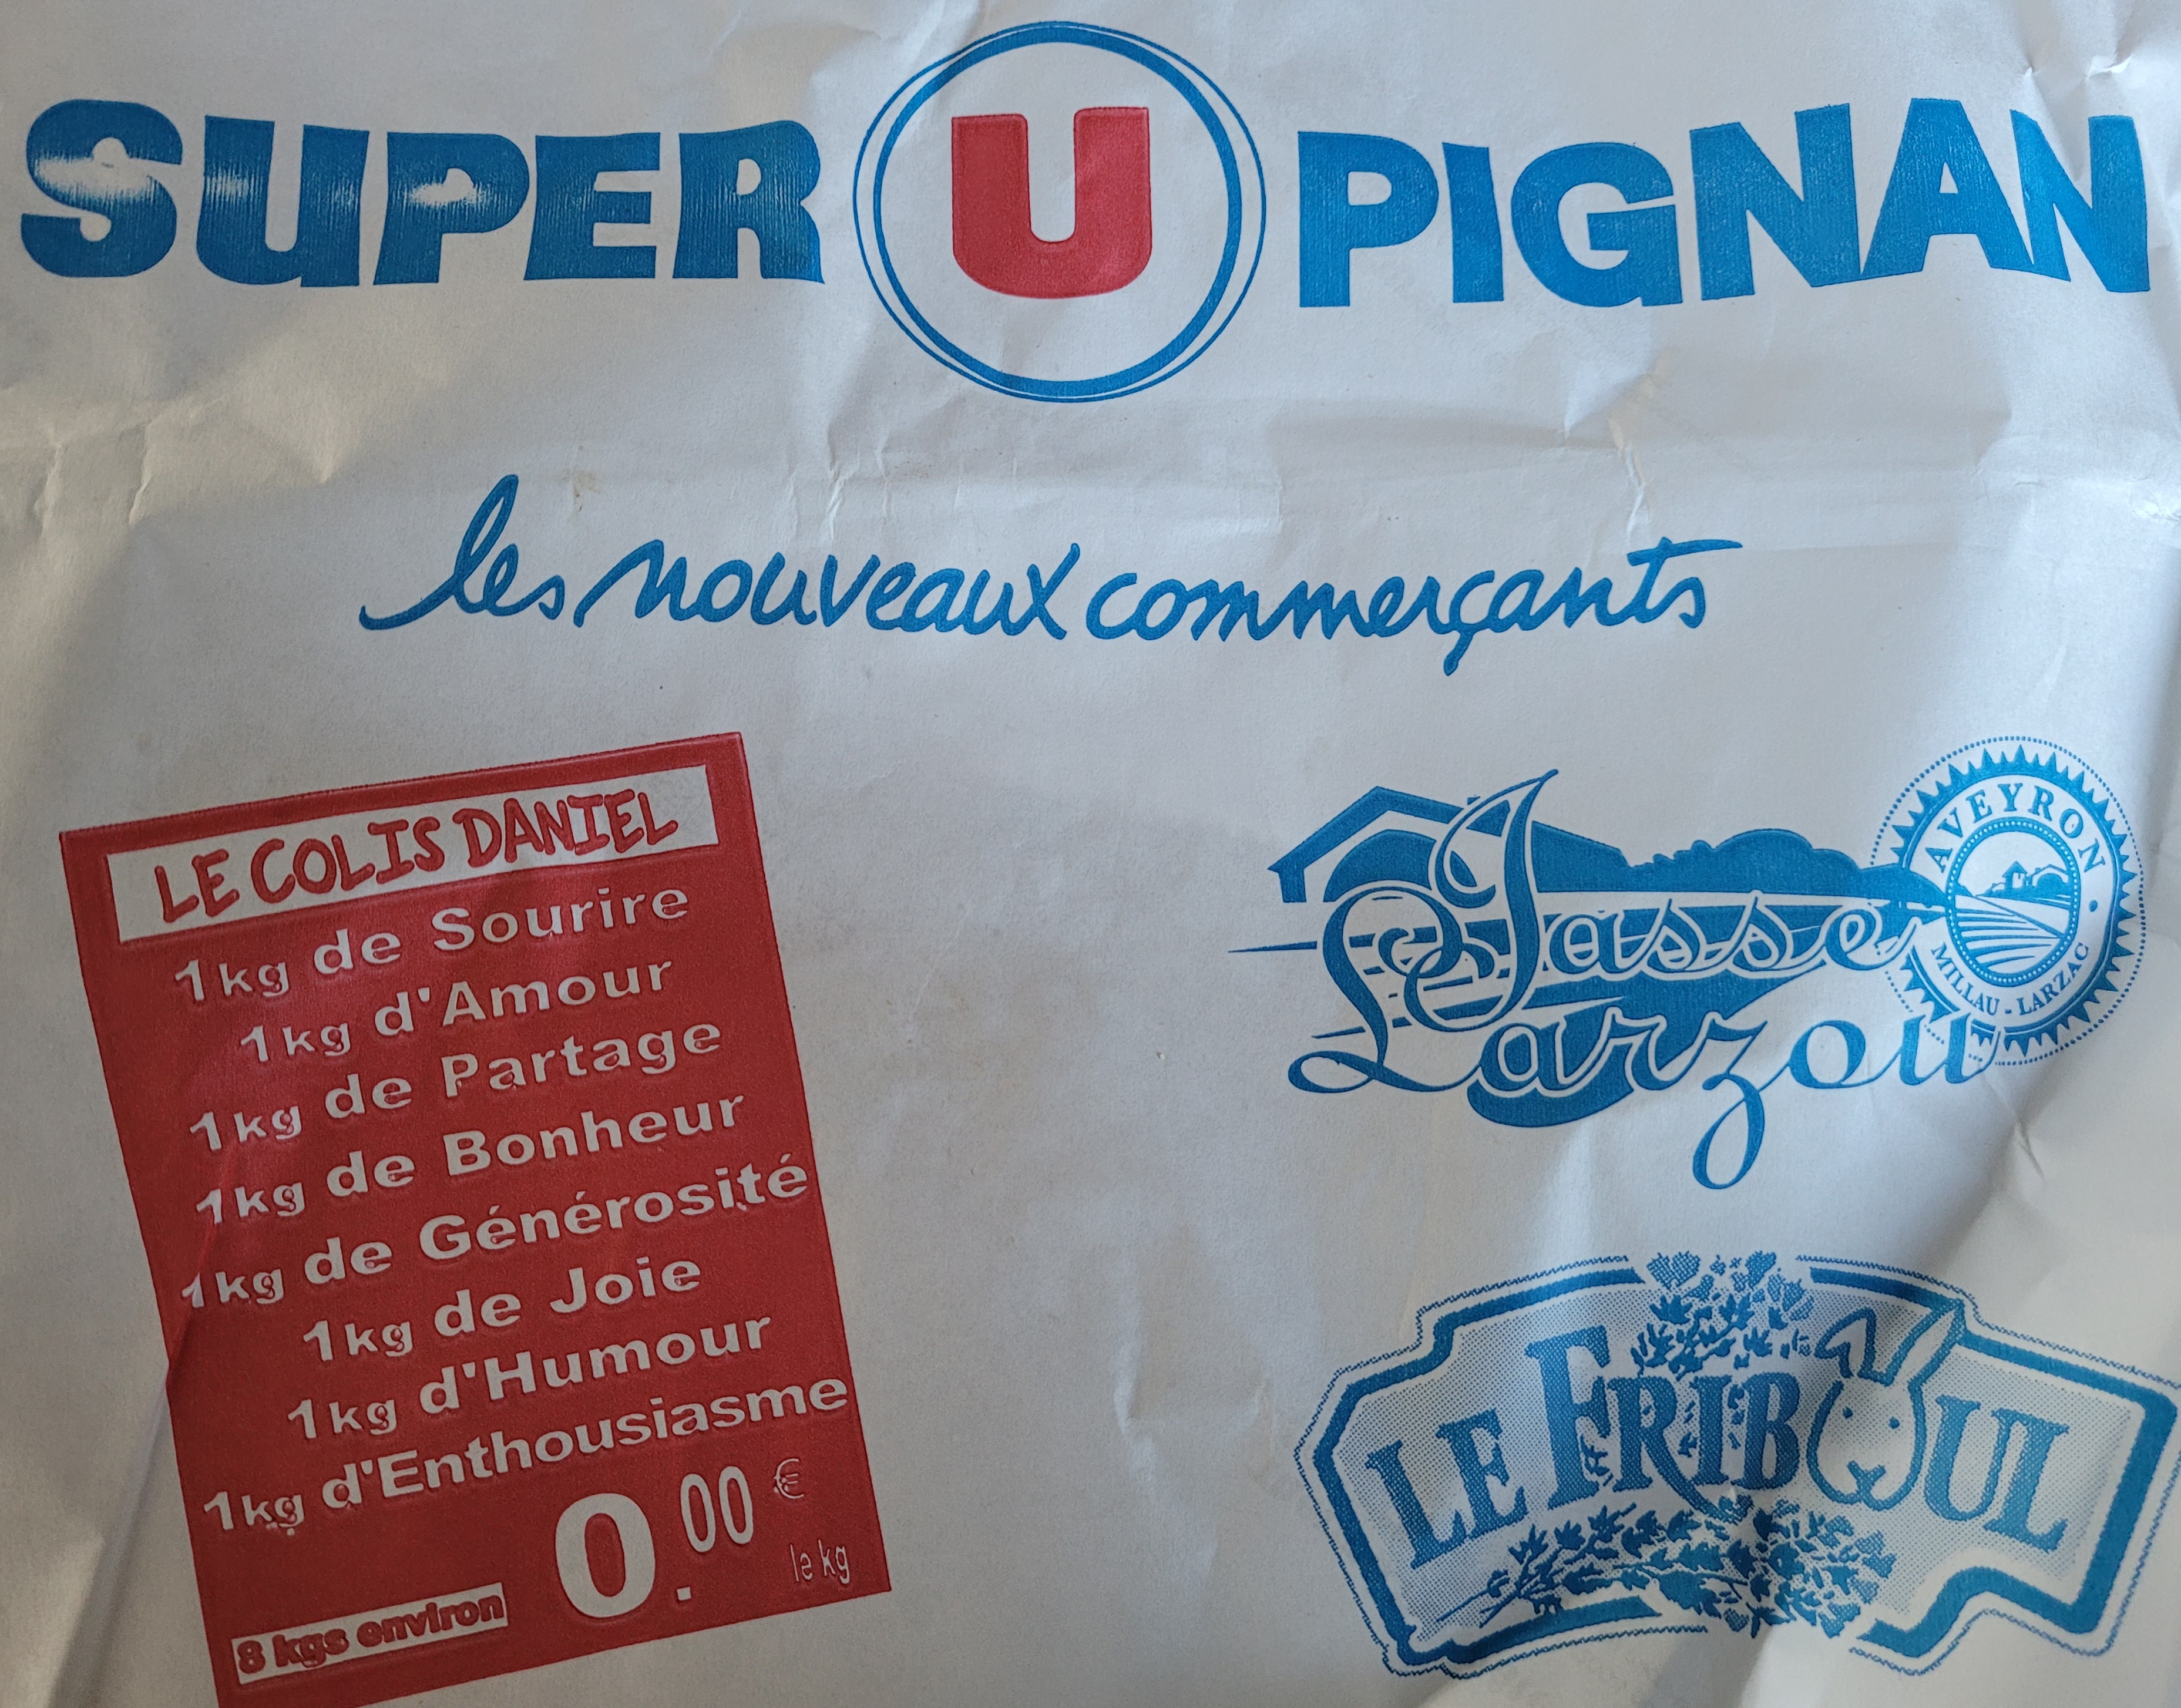 SUPER U PIGNAN
les nouveaux commerçants
LE COLIS DANIEL
1kg de Sourire
1kg d'Amour
1kg de Partage
1kg de Bonheur
1kg de Générosité
1kg de Joie
1kg d'Humour
1kg d'Enthousiasme
0.00 €
le kg
8 kgs environ
AVEYRON
MILLAU - LARZAC
Jasse
Larzou
LE FRIBOUL